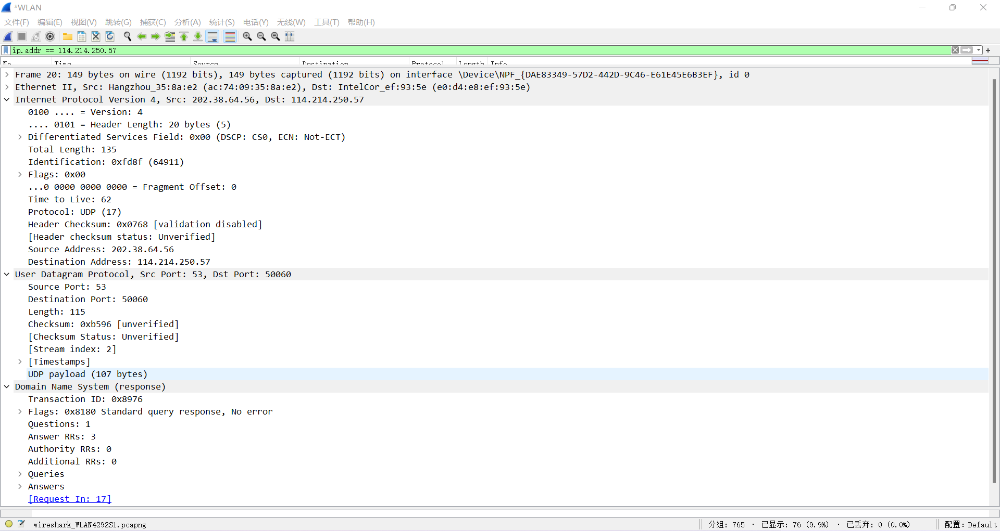 *WLAN
文件(F) 编辑(E) 视图(V) 跳转(G) 捕获(C) 分析(A) 统计(S) 电话(Y) 无线(W) 工具(T) 帮助(H)
ip.addr == 114.214.250.57
No. Time Source Destination Protocol Length Info
Frame 20: 149 bytes on wire (1192 bits), 149 bytes captured (1192 bits) on interface \Device\NPF_{DAE83349-57D2-442D-9C46-E61E45E6B3EF}, id 0
Ethernet II, Src: Hangzhou_35:8a:e2 (ac:74:09:35:8a:e2), Dst: IntelCor_ef:93:5e (e0:d4:e8:ef:93:5e)
Internet Protocol Version 4, Src: 202.38.64.56, Dst: 114.214.250.57
0100 .... = Version: 4
.... 0101 = Header Length: 20 bytes (5)
Differentiated Services Field: 0x00 (DSCP: CS0, ECN: Not-ECT)
Total Length: 135
Identification: 0xfd8f (64911)
Flags: 0x00
...0 0000 0000 0000 = Fragment Offset: 0
Time to Live: 62
Protocol: UDP (17)
Header Checksum: 0x0768 [validation disabled]
[Header checksum status: Unverified]
Source Address: 202.38.64.56
Destination Address: 114.214.250.57
User Datagram Protocol, Src Port: 53, Dst Port: 50060
Source Port: 53
Destination Port: 50060
Length: 115
Checksum: 0xb596 [unverified]
[Checksum Status: Unverified]
[Stream index: 2]
[Timestamps]
UDP payload (107 bytes)
Domain Name System (response)
Transaction ID: 0x8976
Flags: 0x8180 Standard query response, No error
Questions: 1
Answer RRs: 3
Authority RRs: 0
Additional RRs: 0
Queries
Answers
[Request In: 17]
wireshark_WLAN4292S1.pcapng 分组: 765 · 已显示: 76 (9.9%) · 已丢弃: 0 (0.0%) 配置: Default